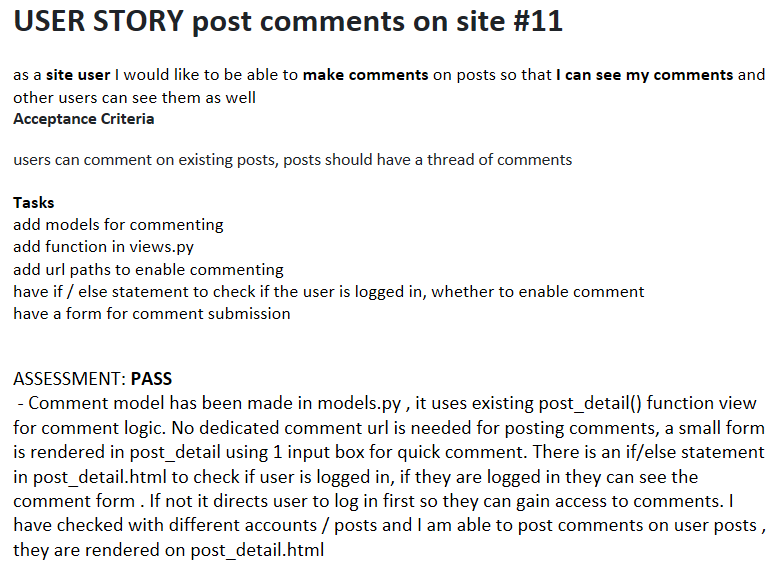 USER STORY post comments on site #11
as a site user I would like to be able to make comments on posts so that I can see my comments and
other users can see them as well
Acceptance Criteria
users can comment on existing posts, posts should have a thread of comments
Tasks
add models for commenting
add function in views.py
add url paths to enable commenting
have if / else statement to check if the user is logged in, whether to enable comment
have a form for comment submission
ASSESSMENT: PASS
- Comment model has been made in models.py , it uses existing post_detail() function view
for comment logic. No dedicated comment url is needed for posting comments, a small form
is rendered in post_detail using 1 input box for quick comment. There is an if/else statement
in post_detail.html to check if user is logged in, if they are logged in they can see the
comment form . If not it directs user to log in first so they can gain access to comments. I
have checked with different accounts / posts and I am able to post comments on user posts ,
they are rendered on post_detail.html